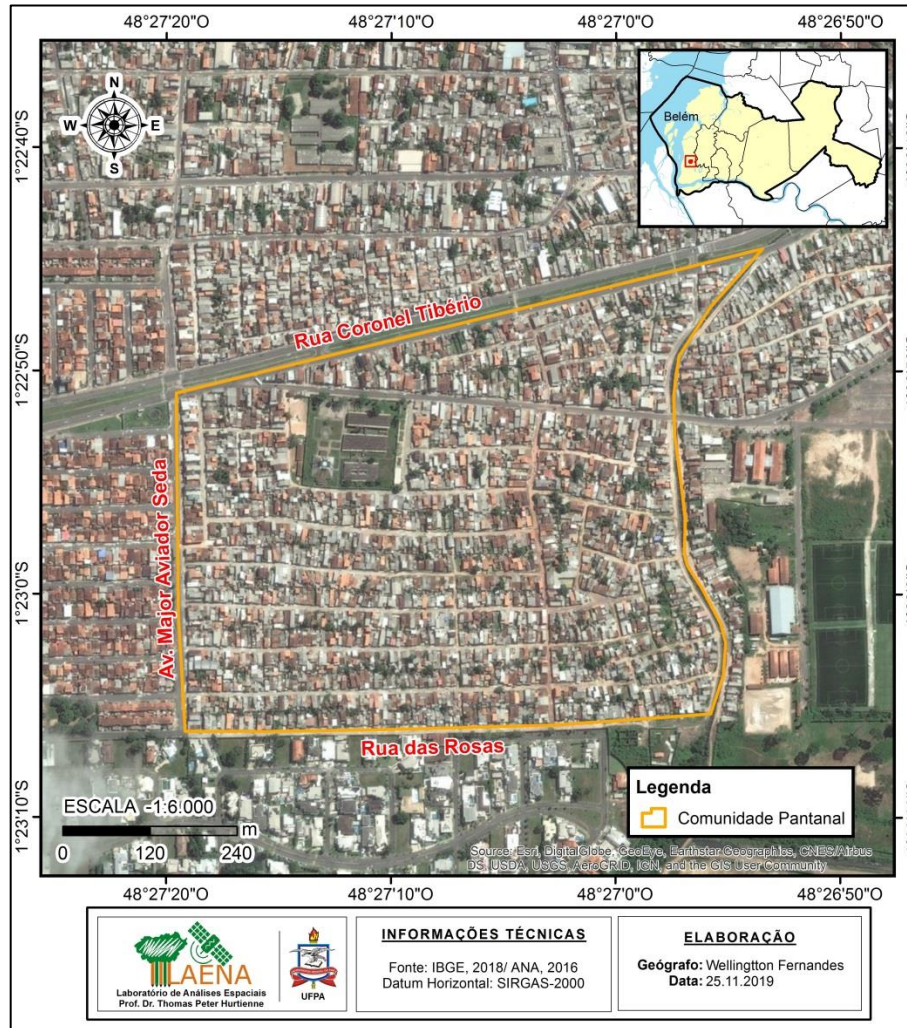 48°27'20"O
48°27'10"O
48°27'0"O
48°26'50"O
1°22'40"S
1°22'50"S
1°23'0"S
1°23'10"S
N
W
E
S
Belém
Rua Coronel Tibério
Av. Major Aviador Seda
Rua das Rosas
ESCALA -1:6.000
m
0
120
240
Legenda
Comunidade Pantanal
Source: Esri, DigitalGlobe, GeoEye, Earthstar Geographics, CNES/Airbus
DS, USDA, USGS, AeroGRID, IGN, and the GIS User Community
48°27'20"O
48°27'10"O
48°27'0"O
48°26'50"O
LAENA
Laboratório de Análises Espaciais
Prof. Dr. Thomas Peter Hurtienne
UFPA
INFORMAÇÕES TÉCNICAS
Fonte: IBGE, 2018/ ANA, 2016
Datum Horizontal: SIRGAS-2000
ELABORAÇÃO
Geógrafo: Wellingtton Fernandes
Data: 25.11.2019